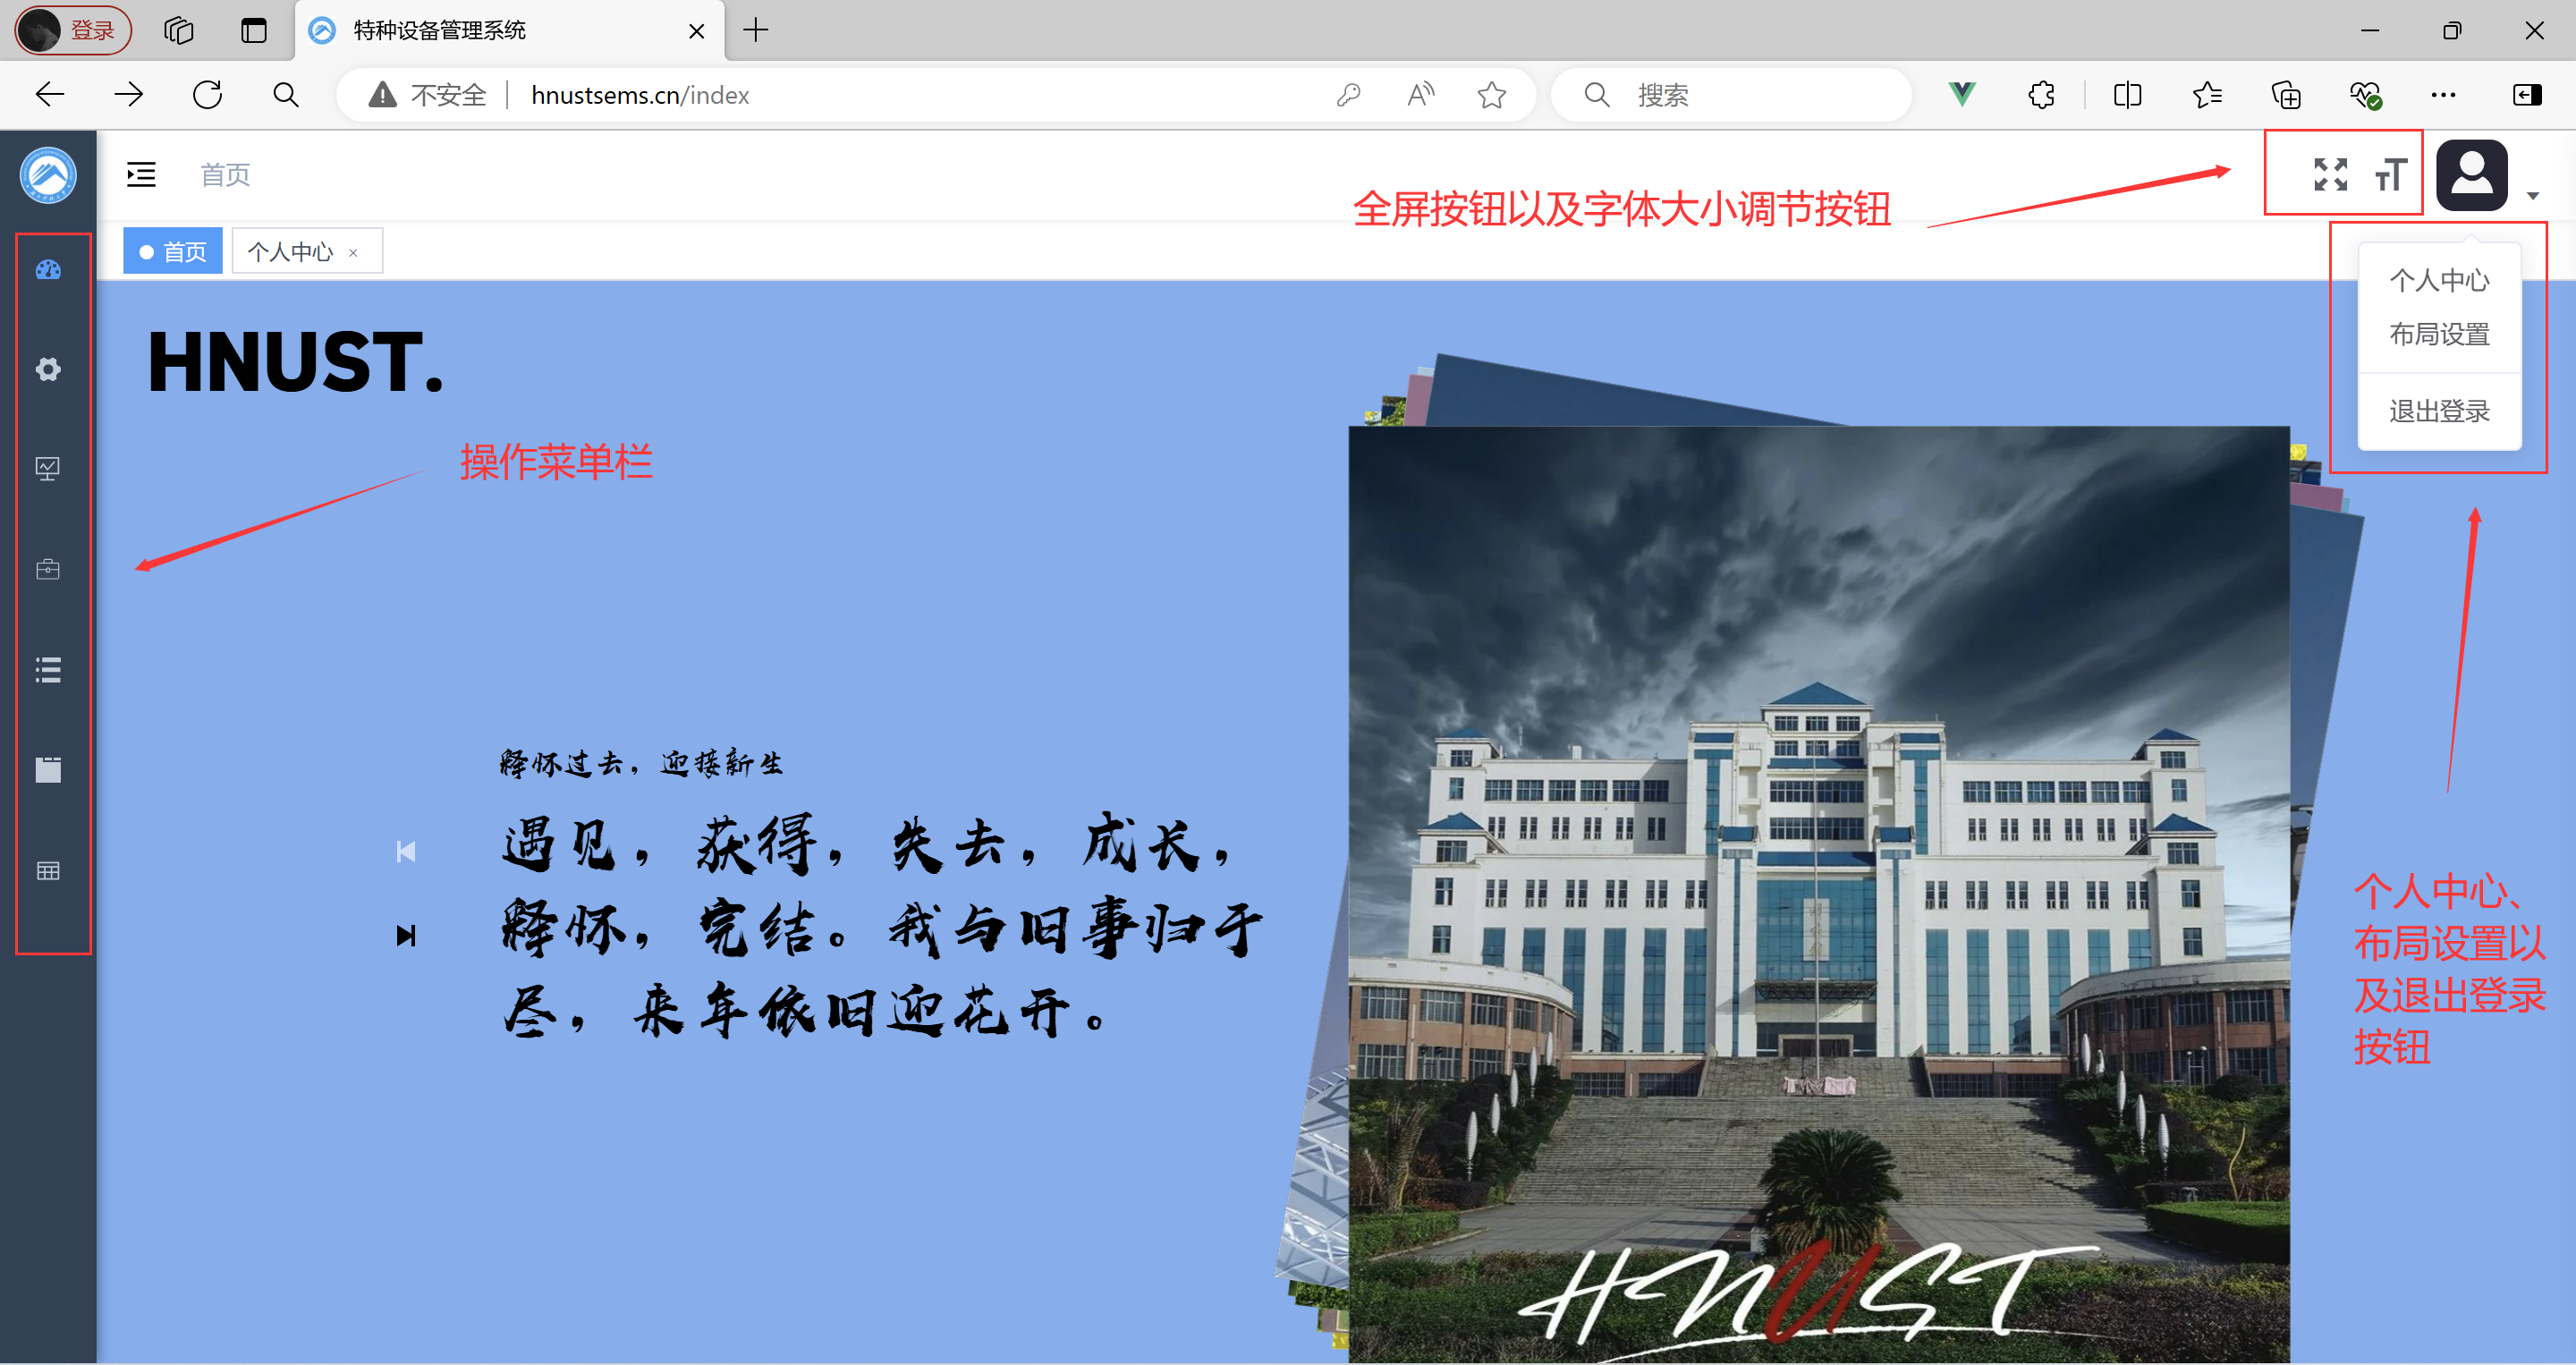 登录
特种设备管理系统
不安全
hnustsems.cn/index
搜索
首页
全屏按钮以及字体大小调节按钮
首页
个人中心
个人中心
布局设置
退出登录
HNUST.
操作菜单栏
释怀过去，迎接新生
遇见，获得，失去，成长，
释怀，完结。我与旧事归于
尽，来年依旧迎花开。
个人中心、
布局设置以
及退出登录
按钮
HNUST